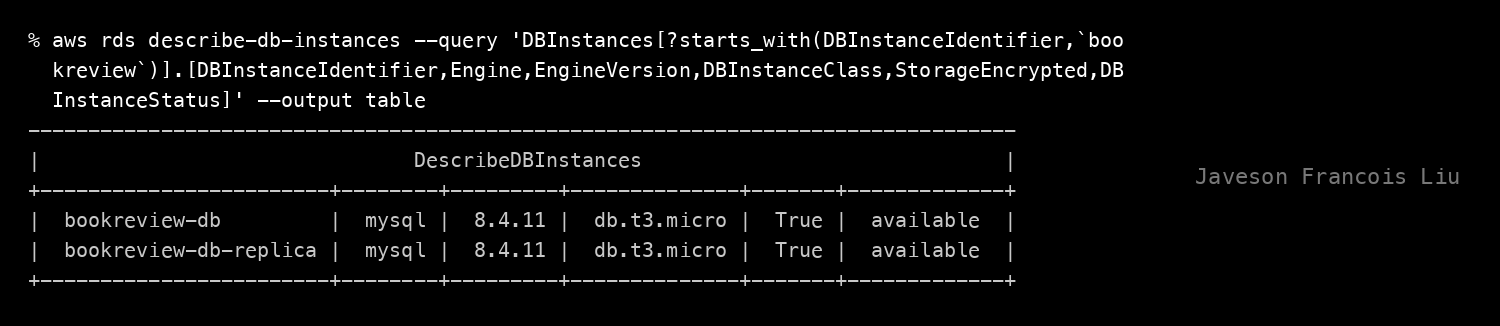 % aws rds describe-db-instances --query 'DBInstances[?starts_with(DBInstanceIdentifier,`boo
kreview`)].[DBInstanceIdentifier,Engine,EngineVersion,DBInstanceClass,StorageEncrypted,DB
InstanceStatus]' --output table
-----------------------------------------------------------------------------------
|                               DescribeDBInstances                               |
+-------------------------+--------+---------+---------------+-------+-------------+
|  bookreview-db         |  mysql |  8.4.11 |  db.t3.micro |  True |  available  |
|  bookreview-db-replica |  mysql |  8.4.11 |  db.t3.micro |  True |  available  |
+-------------------------+--------+---------+---------------+-------+-------------+
Javeson Francois Liu